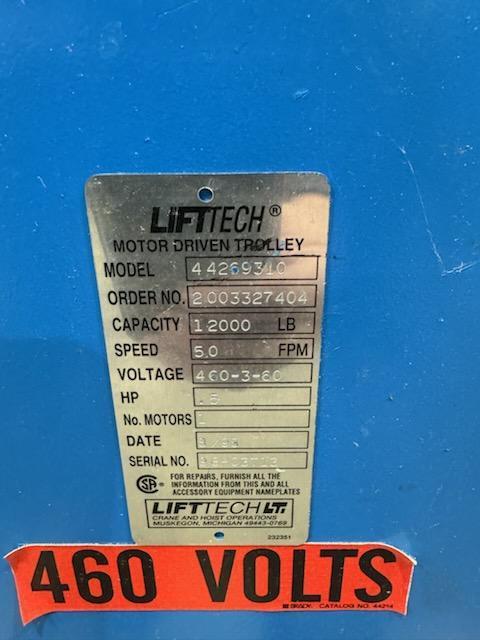 LIFTTECH®
MOTOR DRIVEN TROLLEY
MODEL 44269310
ORDER NO. 2003327404
CAPACITY 12000 LB
SPEED 50 FPM
VOLTAGE 460-3-60
HP .5
No. MOTORS 1
DATE
SERIAL NO.
FOR REPAIRS, FURNISH ALL THE
INFORMATION FROM THIS AND ALL
ACCESSORY EQUIPMENT NAMEPLATES
LIFTTECH LT.
CRANE AND HOIST OPERATIONS
MUSKEGON, MICHIGAN 49443-0769
232351
460 VOLTS
BRADY. CATALOG NO. 44214